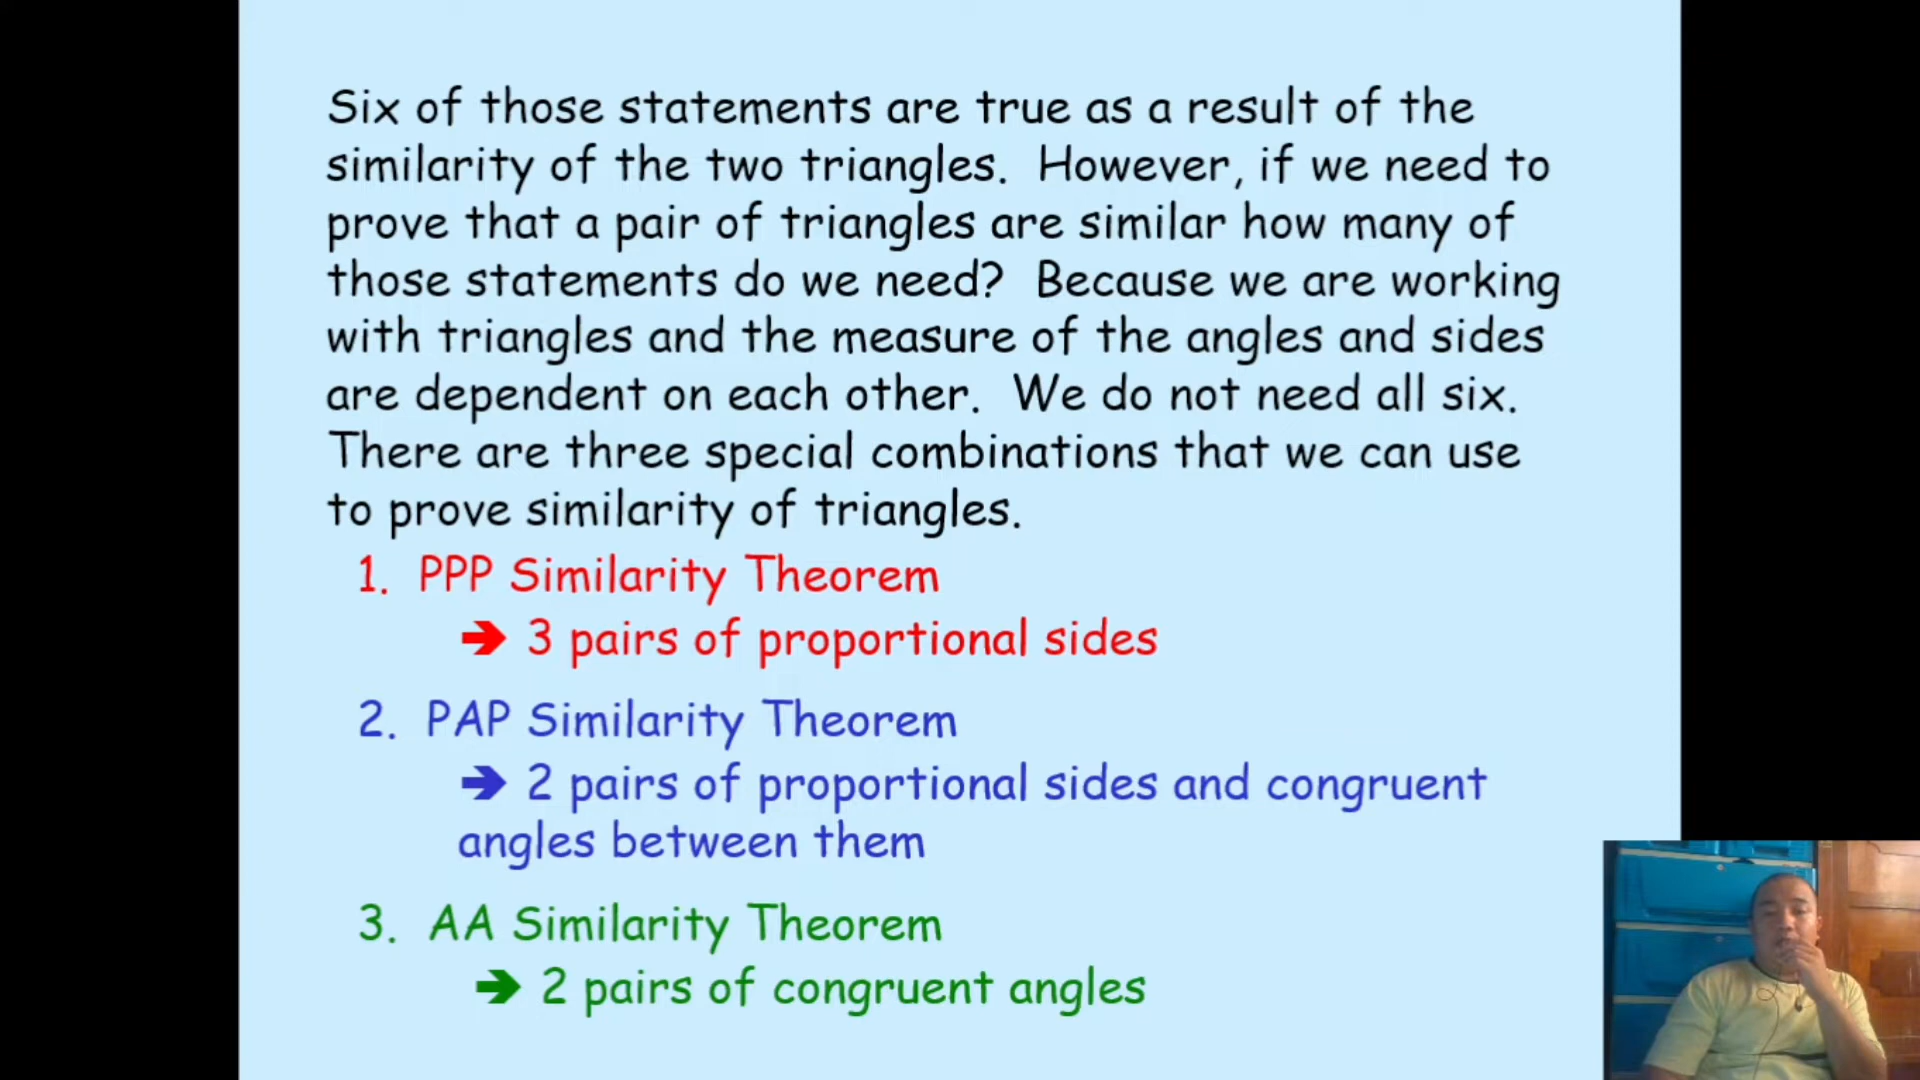 Six of those statements are true as a result of the
similarity of the two triangles. However, if we need to
prove that a pair of triangles are similar how many of
those statements do we need? Because we are working
with triangles and the measure of the angles and sides
are dependent on each other. We do not need all six.
There are three special combinations that we can use
to prove similarity of triangles.
1. PPP Similarity Theorem
➔ 3 pairs of proportional sides
2. PAP Similarity Theorem
➔ 2 pairs of proportional sides and congruent
angles between them
3. AA Similarity Theorem
➔ 2 pairs of congruent angles